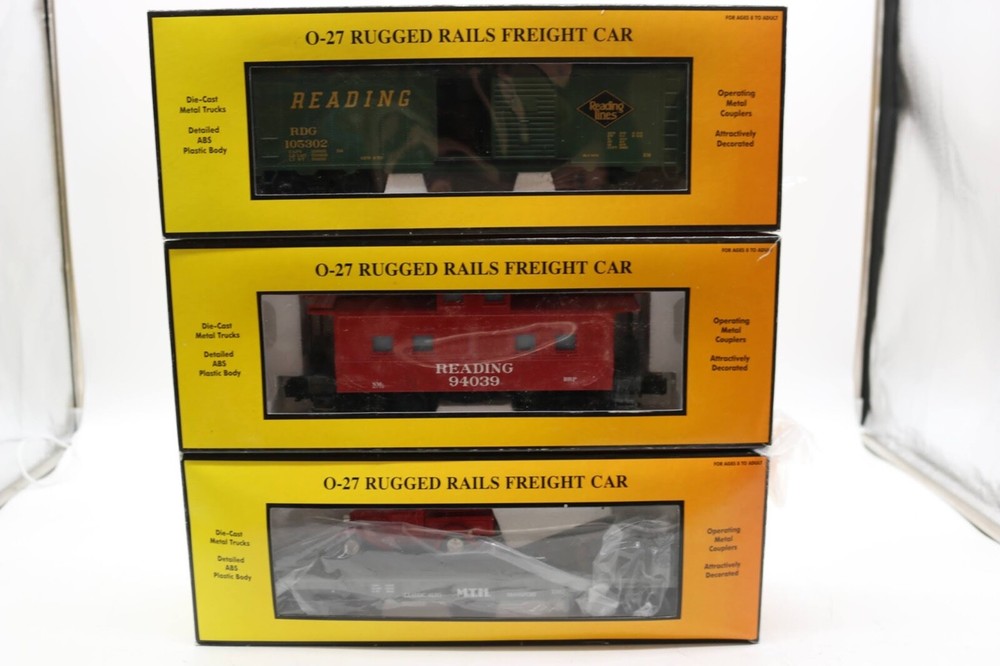 FOR AGES 8 TO ADULT
O-27 RUGGED RAILS FREIGHT CAR
Die-Cast
Metal Trucks
Detailed
ABS
Plastic Body
READING
RDG
105302
Reading
Lines
Operating
Metal
Couplers
Attractively
Decorated
FOR AGES 8 TO ADULT
O-27 RUGGED RAILS FREIGHT CAR
Die-Cast
Metal Trucks
Detailed
ABS
Plastic Body
READING
94039
Operating
Metal
Couplers
Attractively
Decorated
FOR AGES 8 TO ADULT
O-27 RUGGED RAILS FREIGHT CAR
Die-Cast
Metal Trucks
Detailed
ABS
Plastic Body
MTH
Operating
Metal
Couplers
Attractively
Decorated